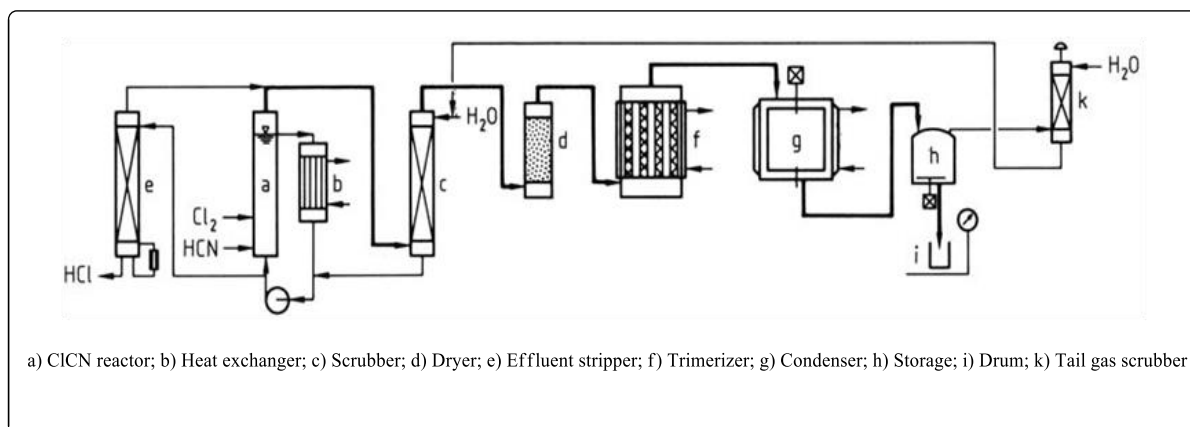 H₂O
k
e
a
b
Cl₂
HCN
HCl
c
H₂O
d
f
g
h
i
a) ClCN reactor; b) Heat exchanger; c) Scrubber; d) Dryer; e) Effluent stripper; f) Trimerizer; g) Condenser; h) Storage; i) Drum; k) Tail gas scrubber